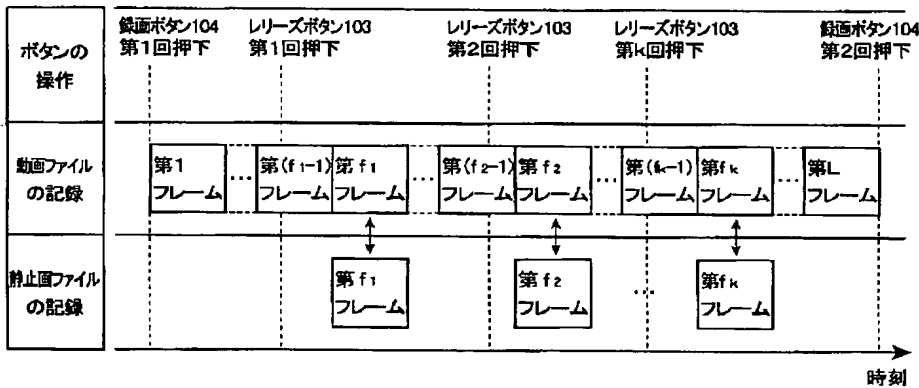 録画ボタン104
第1回押下
レリーズボタン103
第1回押下
レリーズボタン103
第2回押下
レリーズボタン103
第k回押下
録画ボタン104
第2回押下
ボタンの
操作
動画ファイル
の記録
第1
フレーム
…
第(f1-1)
フレーム
第f1
フレーム
…
第(f2-1)
フレーム
第f2
フレーム
…
第(fk-1)
フレーム
第fk
フレーム
…
第L
フレーム
静止画ファイル
の記録
第f1
フレーム
第f2
フレーム
…
第fk
フレーム
時刻